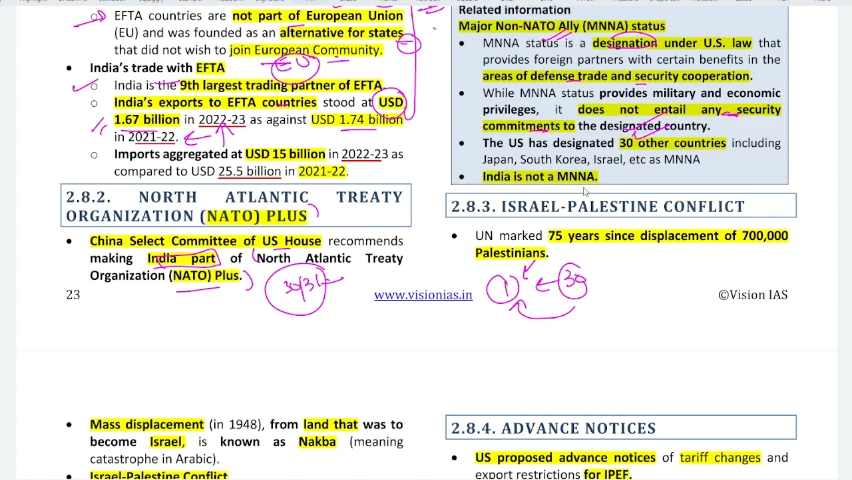 EFTA countries are not part of European Union
(EU) and was founded as an alternative for states
that did not wish to join European Community.
EU
• India's trade with EFTA
o India is the 9th largest trading partner of EFTA.
o India's exports to EFTA countries stood at USD
1.67 billion in 2022-23 as against USD 1.74 billion
in 2021-22.
o Imports aggregated at USD 15 billion in 2022-23 as
compared to USD 25.5 billion in 2021-22.
2.8.2. NORTH ATLANTIC TREATY
ORGANIZATION (NATO) PLUS
• China Select Committee of US House recommends
making India part of North Atlantic Treaty
Organization (NATO) Plus.
23
Related information
Major Non-NATO Ally (MNNA) status
• MNNA status is a designation under U.S. law that
provides foreign partners with certain benefits in the
areas of defense trade and security cooperation.
• While MNNA status provides military and economic
privileges, it does not entail any security
commitments to the designated country.
• The US has designated 30 other countries including
Japan, South Korea, Israel, etc as MNNA
• India is not a MNNA.
2.8.3. ISRAEL-PALESTINE CONFLICT
• UN marked 75 years since displacement of 700,000
Palestinians.
1 30
www.visionias.in
©Vision IAS
• Mass displacement (in 1948), from land that was to
become Israel, is known as Nakba (meaning
catastrophe in Arabic).
• Israel-Palestine Conflict
2.8.4. ADVANCE NOTICES
• US proposed advance notices of tariff changes and
export restrictions for IPEF.